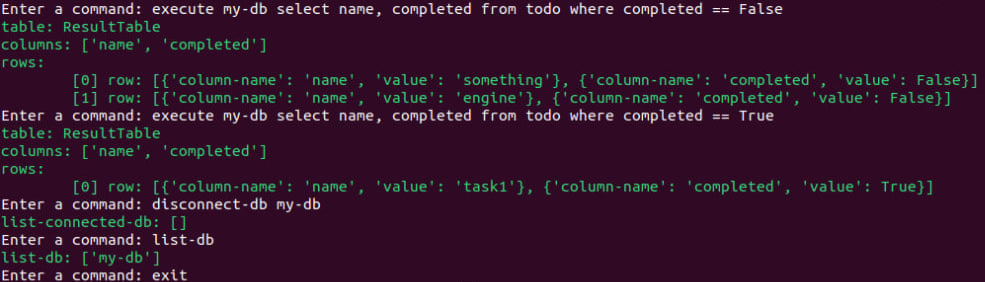 Enter a command: execute my-db select name, completed from todo where completed == False
table: ResultTable
columns: ['name', 'completed']
rows:
[0] row: [{'column-name': 'name', 'value': 'something'}, {'column-name': 'completed', 'value': False}]
[1] row: [{'column-name': 'name', 'value': 'engine'}, {'column-name': 'completed', 'value': False}]
Enter a command: execute my-db select name, completed from todo where completed == True
table: ResultTable
columns: ['name', 'completed']
rows:
[0] row: [{'column-name': 'name', 'value': 'task1'}, {'column-name': 'completed', 'value': True}]
Enter a command: disconnect-db my-db
list-connected-db: []
Enter a command: list-db
list-db: ['my-db']
Enter a command: exit